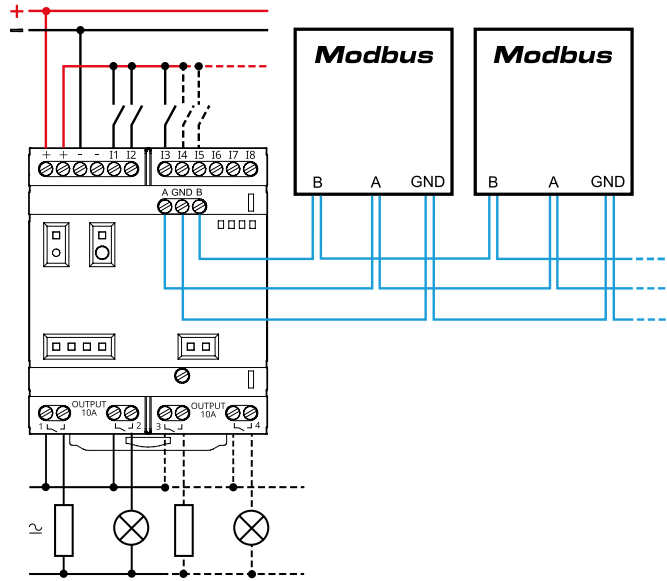 +
−
Modbus Modbus
+ + - - I1 I2 I3 I4 I5 I6 I7 I8
B A GND B A GND
A GND B
OUTPUT 10A OUTPUT 10A
1 2 3 4
≃